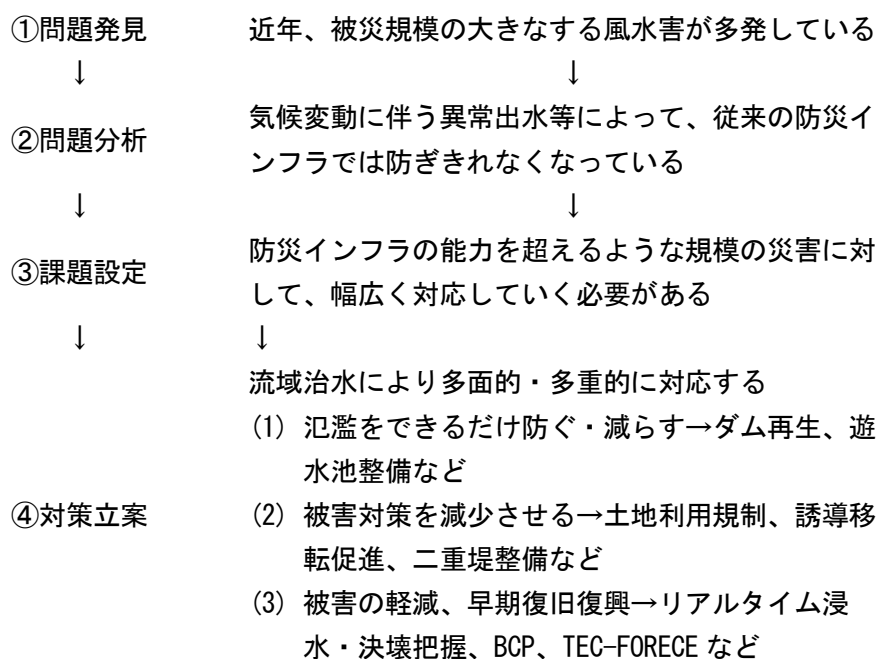 ①問題発見 近年、被災規模の大きなする風水害が多発している
↓ ↓
②問題分析 気候変動に伴う異常出水等によって、従来の防災イ
ンフラでは防ぎきれなくなっている
↓ ↓
③課題設定 防災インフラの能力を超えるような規模の災害に対
して、幅広く対応していく必要がある
↓ ↓
流域治水により多面的・多重的に対応する
(1) 氾濫をできるだけ防ぐ・減らす→ダム再生、遊
水池整備など
④対策立案 (2) 被害対策を減少させる→土地利用規制、誘導移
転促進、二重堤整備など
(3) 被害の軽減、早期復旧復興→リアルタイム浸
水・決壊把握、BCP、TEC-FORECE など